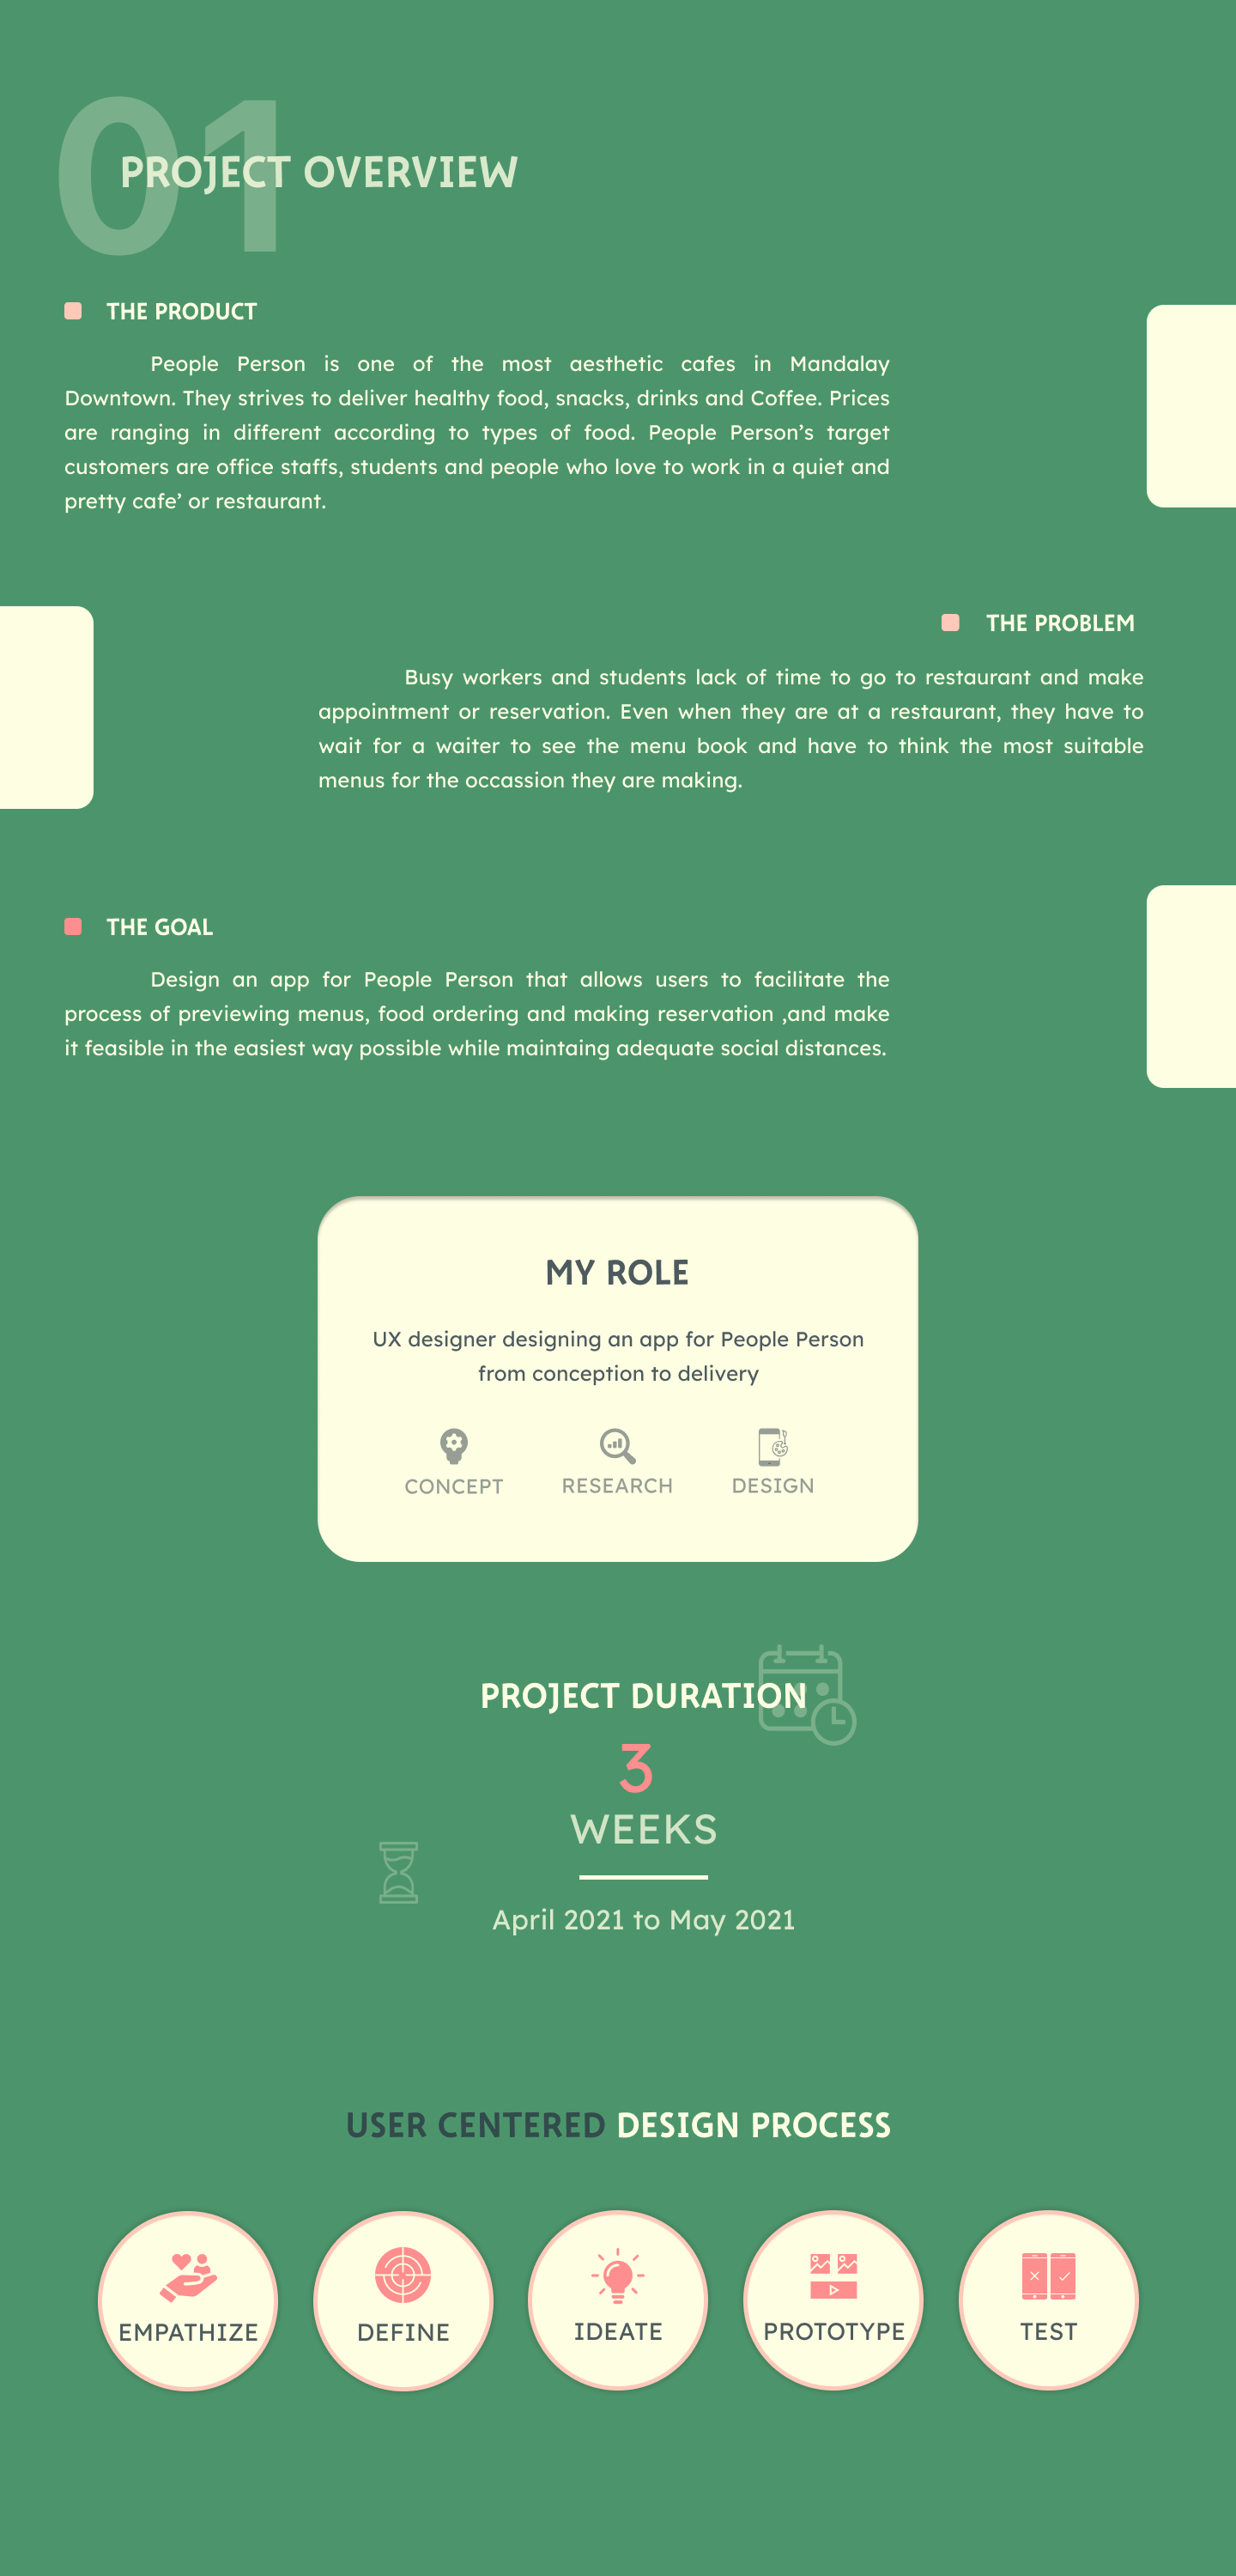 01
PROJECT OVERVIEW
THE PRODUCT
People Person is one of the most aesthetic cafes in Mandalay
Downtown. They strives to deliver healthy food, snacks, drinks and Coffee. Prices
are ranging in different according to types of food. People Person’s target
customers are office staffs, students and people who love to work in a quiet and
pretty cafe’ or restaurant.
THE PROBLEM
Busy workers and students lack of time to go to restaurant and make
appointment or reservation. Even when they are at a restaurant, they have to
wait for a waiter to see the menu book and have to think the most suitable
menus for the occassion they are making.
THE GOAL
Design an app for People Person that allows users to facilitate the
process of previewing menus, food ordering and making reservation ,and make
it feasible in the easiest way possible while maintaing adequate social distances.
MY ROLE
UX designer designing an app for People Person
from conception to delivery
CONCEPT RESEARCH DESIGN
PROJECT DURATION
3
WEEKS
April 2021 to May 2021
USER CENTERED DESIGN PROCESS
EMPATHIZE DEFINE IDEATE PROTOTYPE TEST